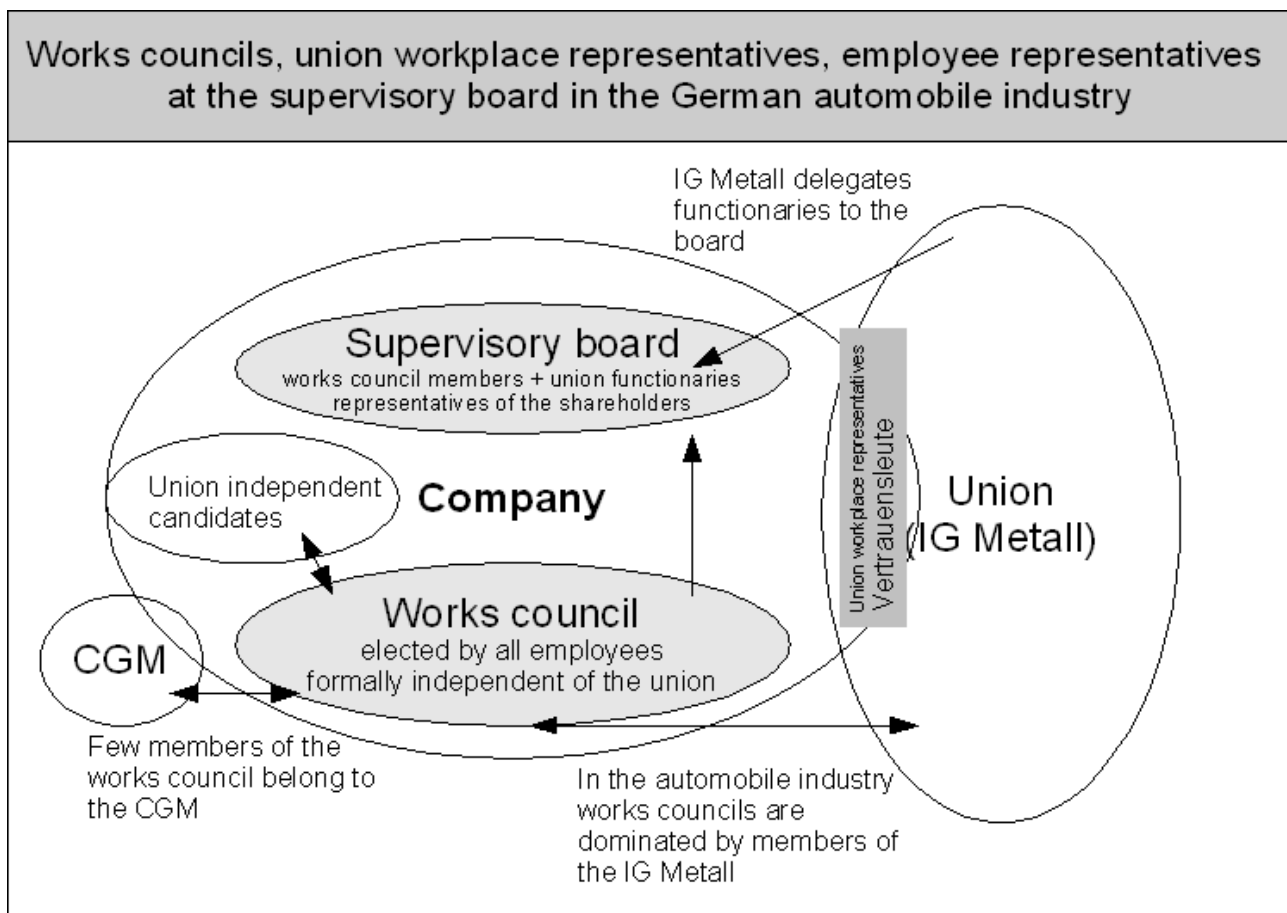 Works councils, union workplace representatives, employee representatives
at the supervisory board in the German automobile industry
IG Metall delegates
functionaries to the
board
Supervisory board
works council members + union functionaries
representatives of the shareholders
Union workplace representatives
Vertrauensleute
Union independent
candidates
Company
Union
(IG Metall)
Works council
elected by all employees
formally independent of the union
CGM
Few members of the
works council belong to
the CGM
In the automobile industry
works councils are
dominated by members of
the IG Metall